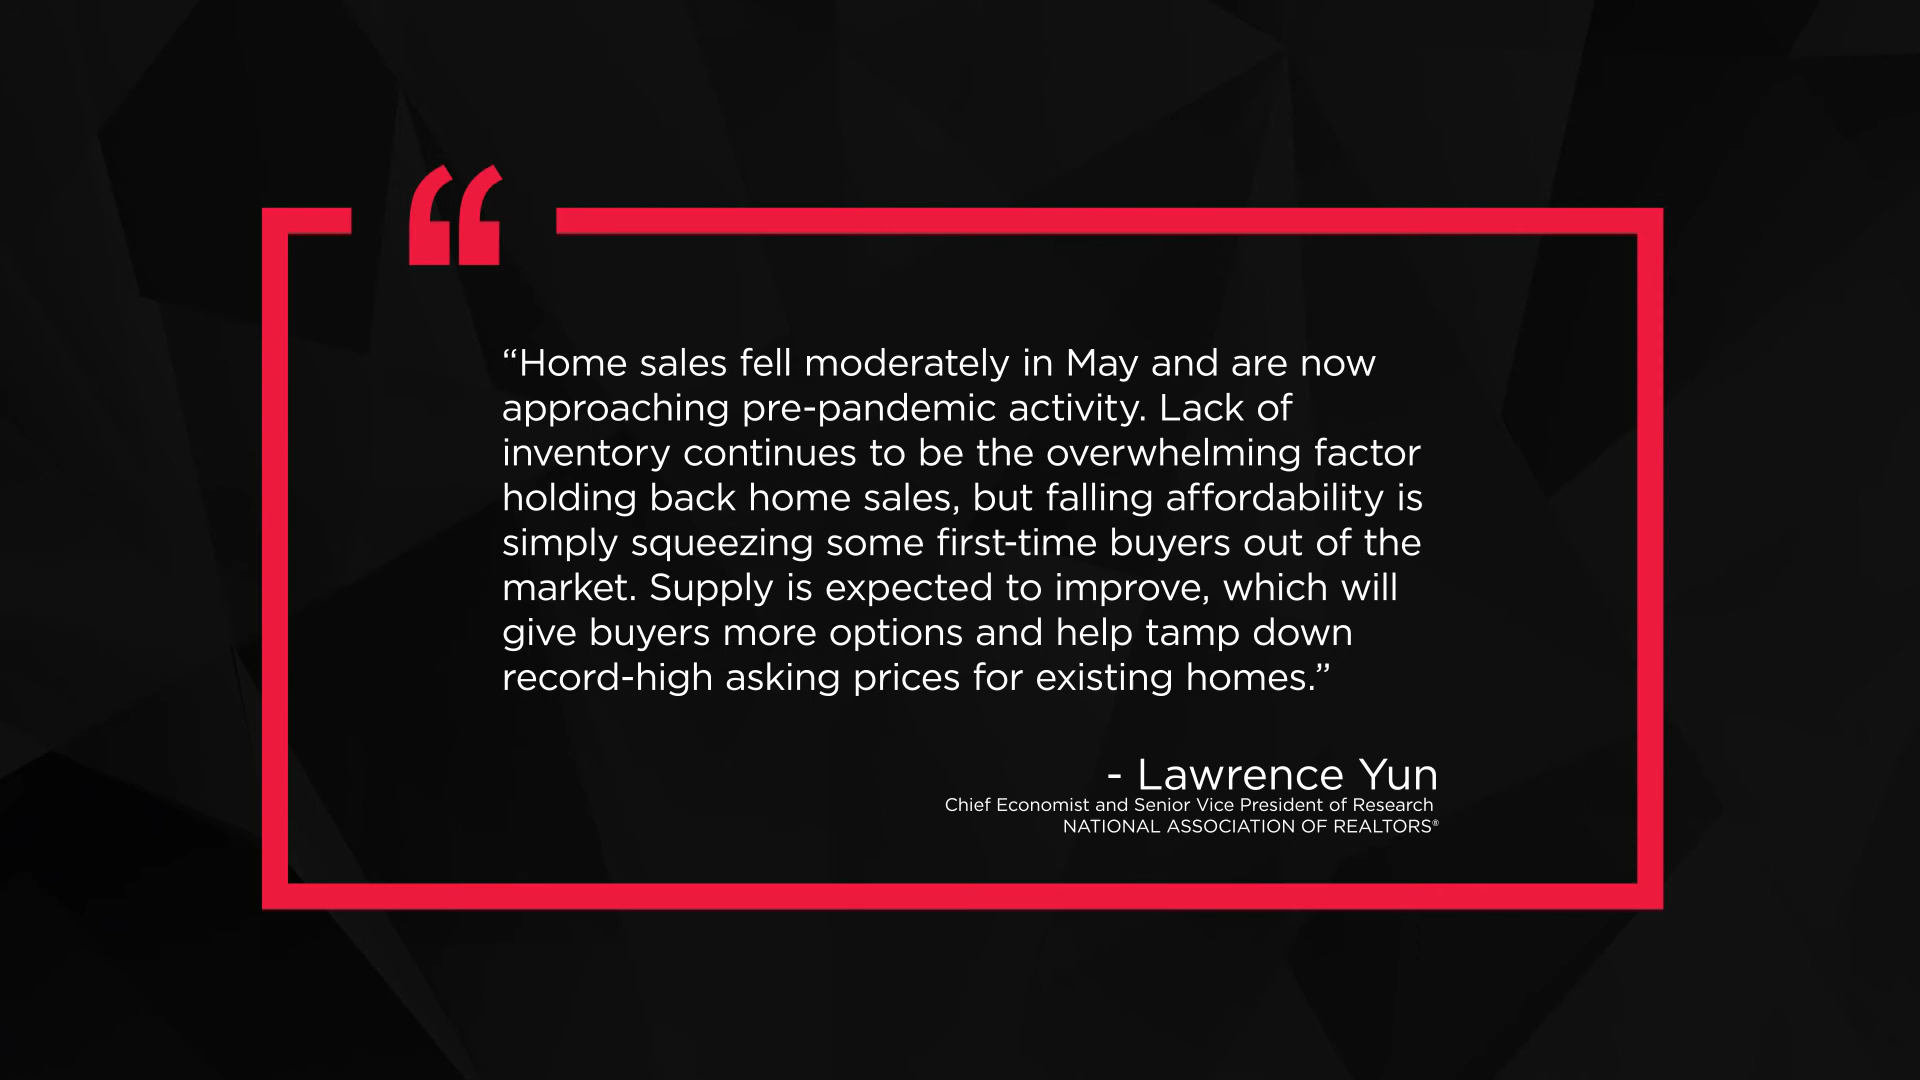 “
“Home sales fell moderately in May and are now
approaching pre-pandemic activity. Lack of
inventory continues to be the overwhelming factor
holding back home sales, but falling affordability is
simply squeezing some first-time buyers out of the
market. Supply is expected to improve, which will
give buyers more options and help tamp down
record-high asking prices for existing homes.”
- Lawrence Yun
Chief Economist and Senior Vice President of Research
NATIONAL ASSOCIATION OF REALTORS®